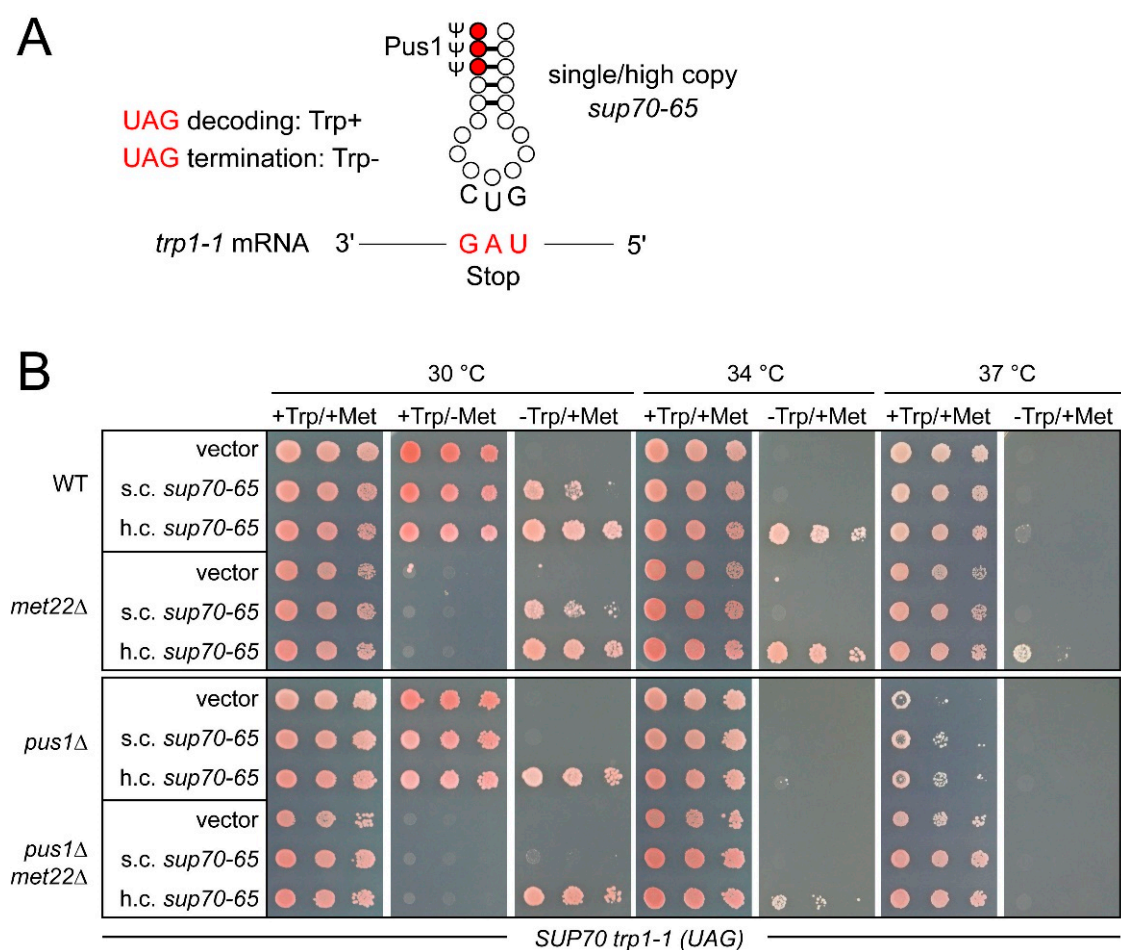 A
Pus1
Ψ
Ψ
Ψ
single/high copy
sup70-65
UAG decoding: Trp+
UAG termination: Trp-
C U G
trp1-1 mRNA 3' G A U 5'
Stop
B
30 °C 34 °C 37 °C
+Trp/+Met +Trp/-Met -Trp/+Met +Trp/+Met -Trp/+Met +Trp/+Met -Trp/+Met
WT
vector
s.c. sup70-65
h.c. sup70-65
met22Δ
vector
s.c. sup70-65
h.c. sup70-65
pus1Δ
vector
s.c. sup70-65
h.c. sup70-65
pus1Δ
met22Δ
vector
s.c. sup70-65
h.c. sup70-65
SUP70 trp1-1 (UAG)